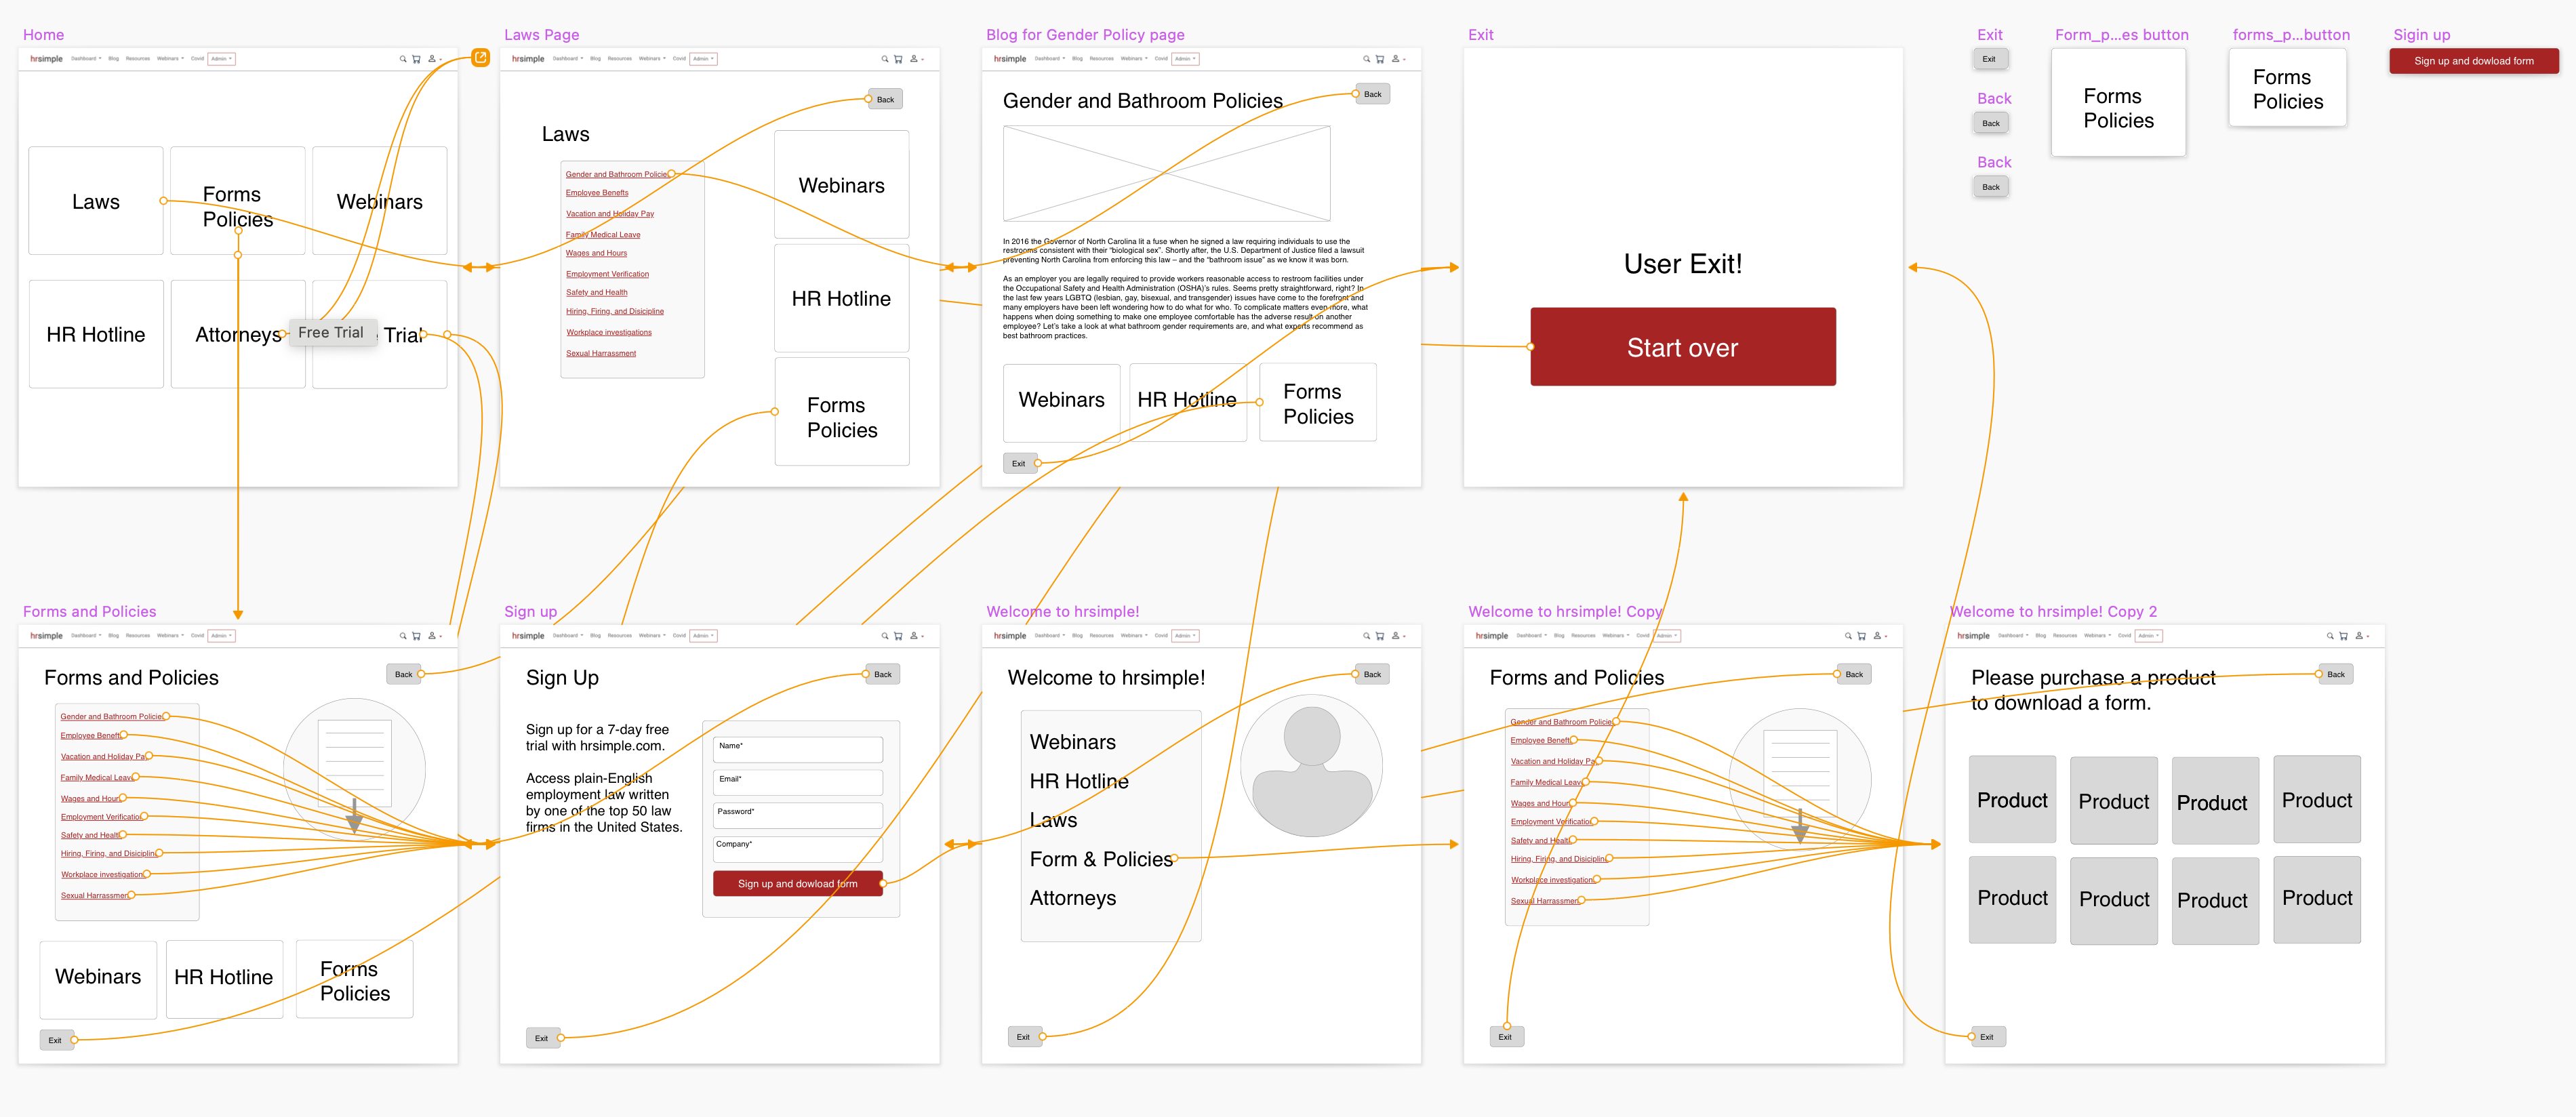 Home
hrsimple Dashboard Blog Resources Webinars Covid Admin
Laws
Forms
Policies
Webinars
HR Hotline
Attorneys
Free Trial
Trial
Laws Page
hrsimple Dashboard Blog Resources Webinars Covid Admin
Back
Laws
Gender and Bathroom Policies
Employee Benefts
Vacation and Holiday Pay
Family Medical Leave
Wages and Hours
Employment Verification
Safety and Health
Hiring, Firing, and Disicipline
Workplace investigations
Sexual Harrassment
Webinars
HR Hotline
Forms
Policies
Blog for Gender Policy page
hrsimple Dashboard Blog Resources Webinars Covid Admin
Back
Gender and Bathroom Policies
In 2016 the Governor of North Carolina lit a fuse when he signed a law requiring individuals to use the
restrooms consistent with their “biological sex”. Shortly after, the U.S. Department of Justice filed a lawsuit
preventing North Carolina from enforcing this law – and the “bathroom issue” as we know it was born.
As an employer you are legally required to provide workers reasonable access to restroom facilities under
the Occupational Safety and Health Administration (OSHA)’s rules. Seems pretty straightforward, right? In
the last few years LGBTQ (lesbian, gay, bisexual, and transgender) issues have come to the forefront and
many employers have been left wondering how to do what for who. To complicate matters even more, what
happens when doing something to make one employee comfortable has the adverse result on another
employee? Let’s take a look at what bathroom gender requirements are, and what experts recommend as
best bathroom practices.
Webinars
HR Hotline
Forms
Policies
Exit
Exit
User Exit!
Start over
Exit
Exit
Back
Back
Back
Back
Form_p...es button
Forms
Policies
forms_p...button
Forms
Policies
Sigin up
Sign up and dowload form
Forms and Policies
hrsimple Dashboard Blog Resources Webinars Covid Admin
Back
Forms and Policies
Gender and Bathroom Policies
Employee Benefts
Vacation and Holiday Pay
Family Medical Leave
Wages and Hours
Employment Verification
Safety and Health
Hiring, Firing, and Disicipline
Workplace investigations
Sexual Harrassment
Webinars
HR Hotline
Forms
Policies
Exit
Sign up
hrsimple Dashboard Blog Resources Webinars Covid Admin
Back
Sign Up
Sign up for a 7-day free
trial with hrsimple.com.
Access plain-English
employment law written
by one of the top 50 law
firms in the United States.
Name*
Email*
Password*
Company*
Sign up and dowload form
Exit
Welcome to hrsimple!
hrsimple Dashboard Blog Resources Webinars Covid Admin
Back
Welcome to hrsimple!
Webinars
HR Hotline
Laws
Form & Policies
Attorneys
Exit
Welcome to hrsimple! Copy
hrsimple Dashboard Blog Resources Webinars Covid Admin
Back
Forms and Policies
Gender and Bathroom Policies
Employee Benefts
Vacation and Holiday Pay
Family Medical Leave
Wages and Hours
Employment Verification
Safety and Health
Hiring, Firing, and Disicipline
Workplace investigations
Sexual Harrassment
Exit
Welcome to hrsimple! Copy 2
hrsimple Dashboard Blog Resources Webinars Covid Admin
Back
Please purchase a product
to download a form.
Product
Product
Product
Product
Product
Product
Product
Product
Exit